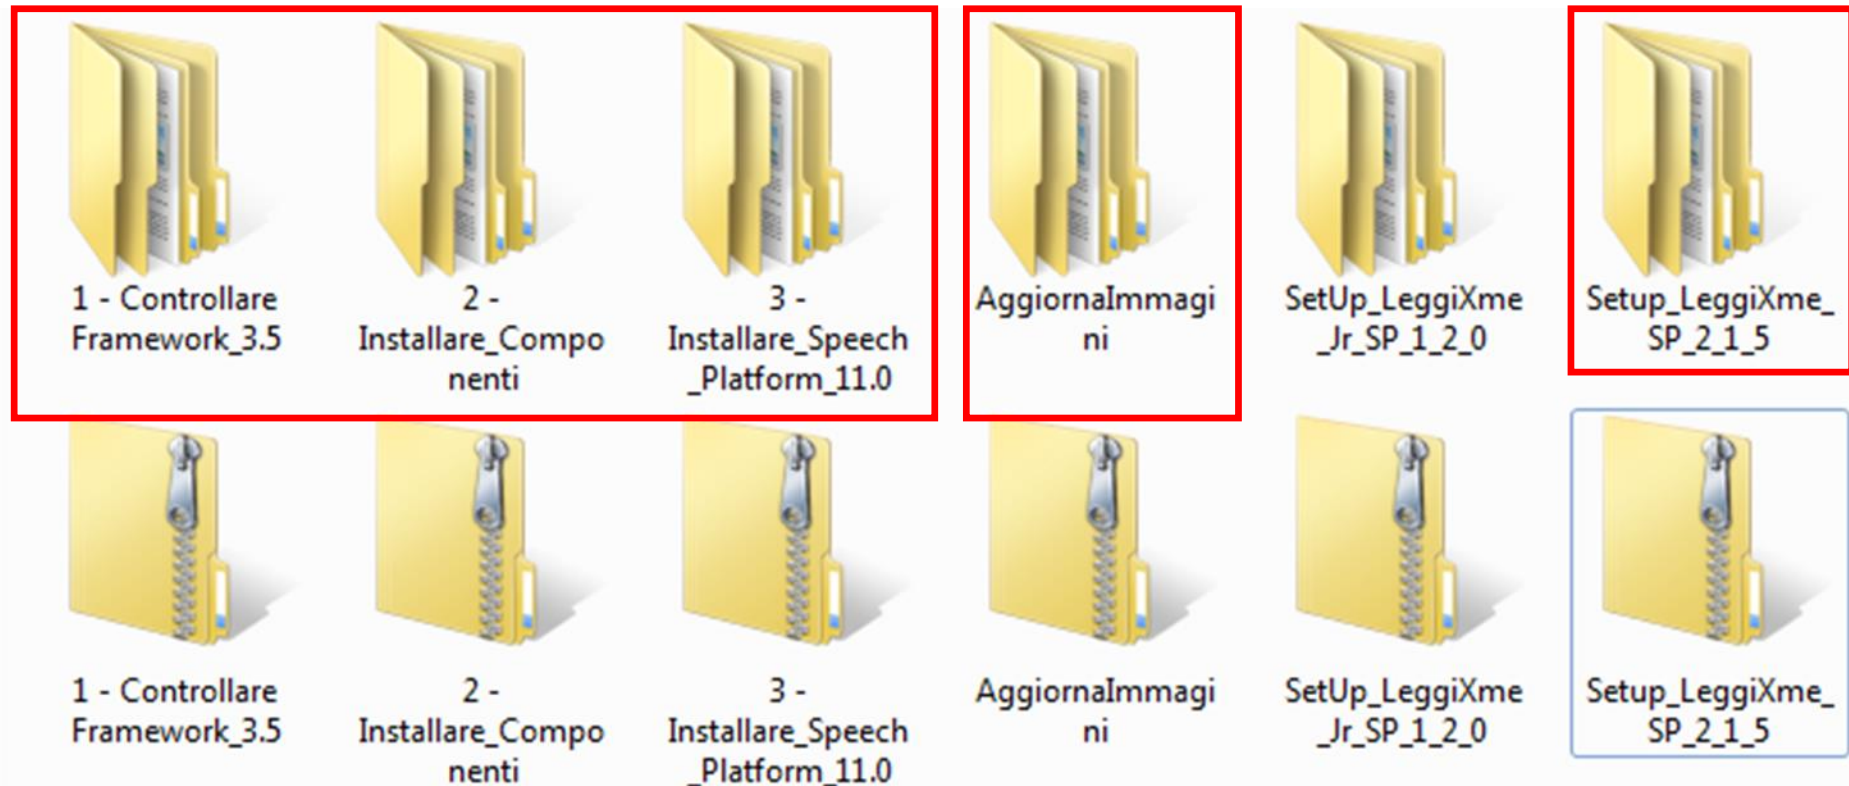 1 - Controllare
Framework_3.5
2 -
Installare_Compo
nenti
3 -
Installare_Speech
_Platform_11.0
AggiornaImmagi
ni
SetUp_LeggiXme
_Jr_SP_1_2_0
Setup_LeggiXme_
SP_2_1_5
1 - Controllare
Framework_3.5
2 -
Installare_Compo
nenti
3 -
Installare_Speech
_Platform_11.0
AggiornaImmagi
ni
SetUp_LeggiXme
_Jr_SP_1_2_0
Setup_LeggiXme_
SP_2_1_5